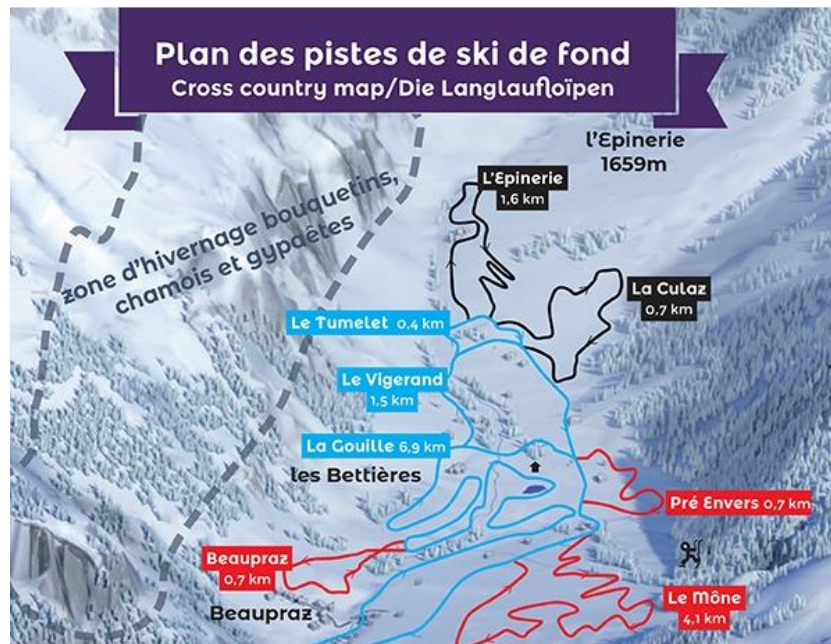 Plan des pistes de ski de fond
Cross country map/Die Langlaufloïpen
l'Epinerie
1659m
L'Epinerie
1,6 km
zone d'hivernage bouquetins,
chamois et gypaètes
La Culaz
0,7 km
Le Tumelet 0,4 km
Le Vigerand
1,5 km
La Gouille 6,9 km
les Bettières
Pré Envers 0,7 km
Beaupraz
0,7 km
Beaupraz
Le Mône
4,1 km